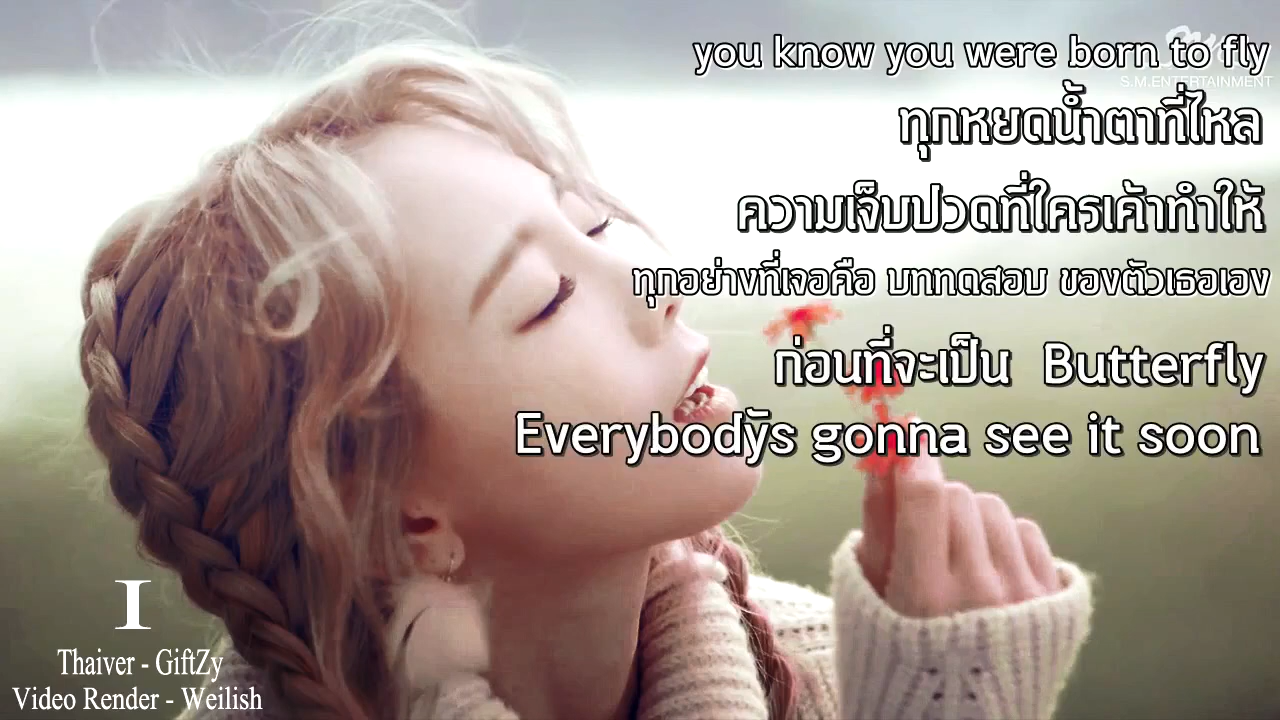 you know you were born to fly
S.M.ENTERTAINMENT
ทุกหยดน้ำตาที่ไหล
ความเจ็บปวดที่ใครเค้าทำให้
ทุกอย่างที่เจอคือ บททดสอบ ของตัวเธอเอง
ก่อนที่จะเป็น Butterfly
Everybodyัs gonna see it soon
I
Thaiver - GiftZy
Video Render - Weilish